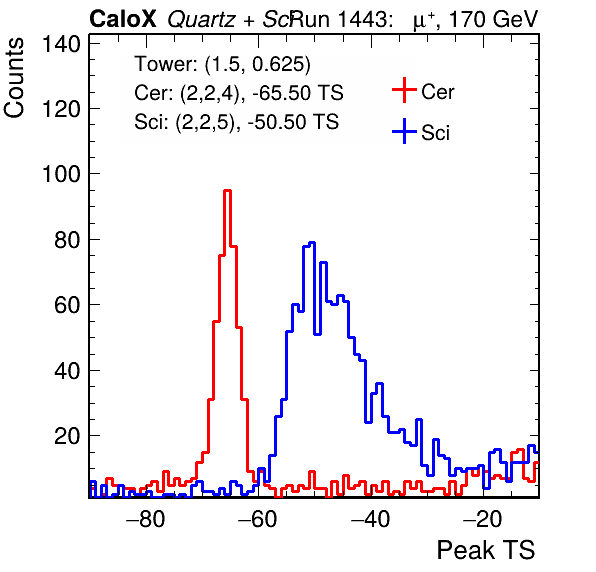 CaloX Quartz + Sci Run 1443: μ+, 170 GeV
Counts
Tower: (1.5, 0.625)
Cer: (2,2,4), -65.50 TS
Sci: (2,2,5), -50.50 TS
Cer
Sci
140
120
100
80
60
40
20
−80 −60 −40 −20
Peak TS